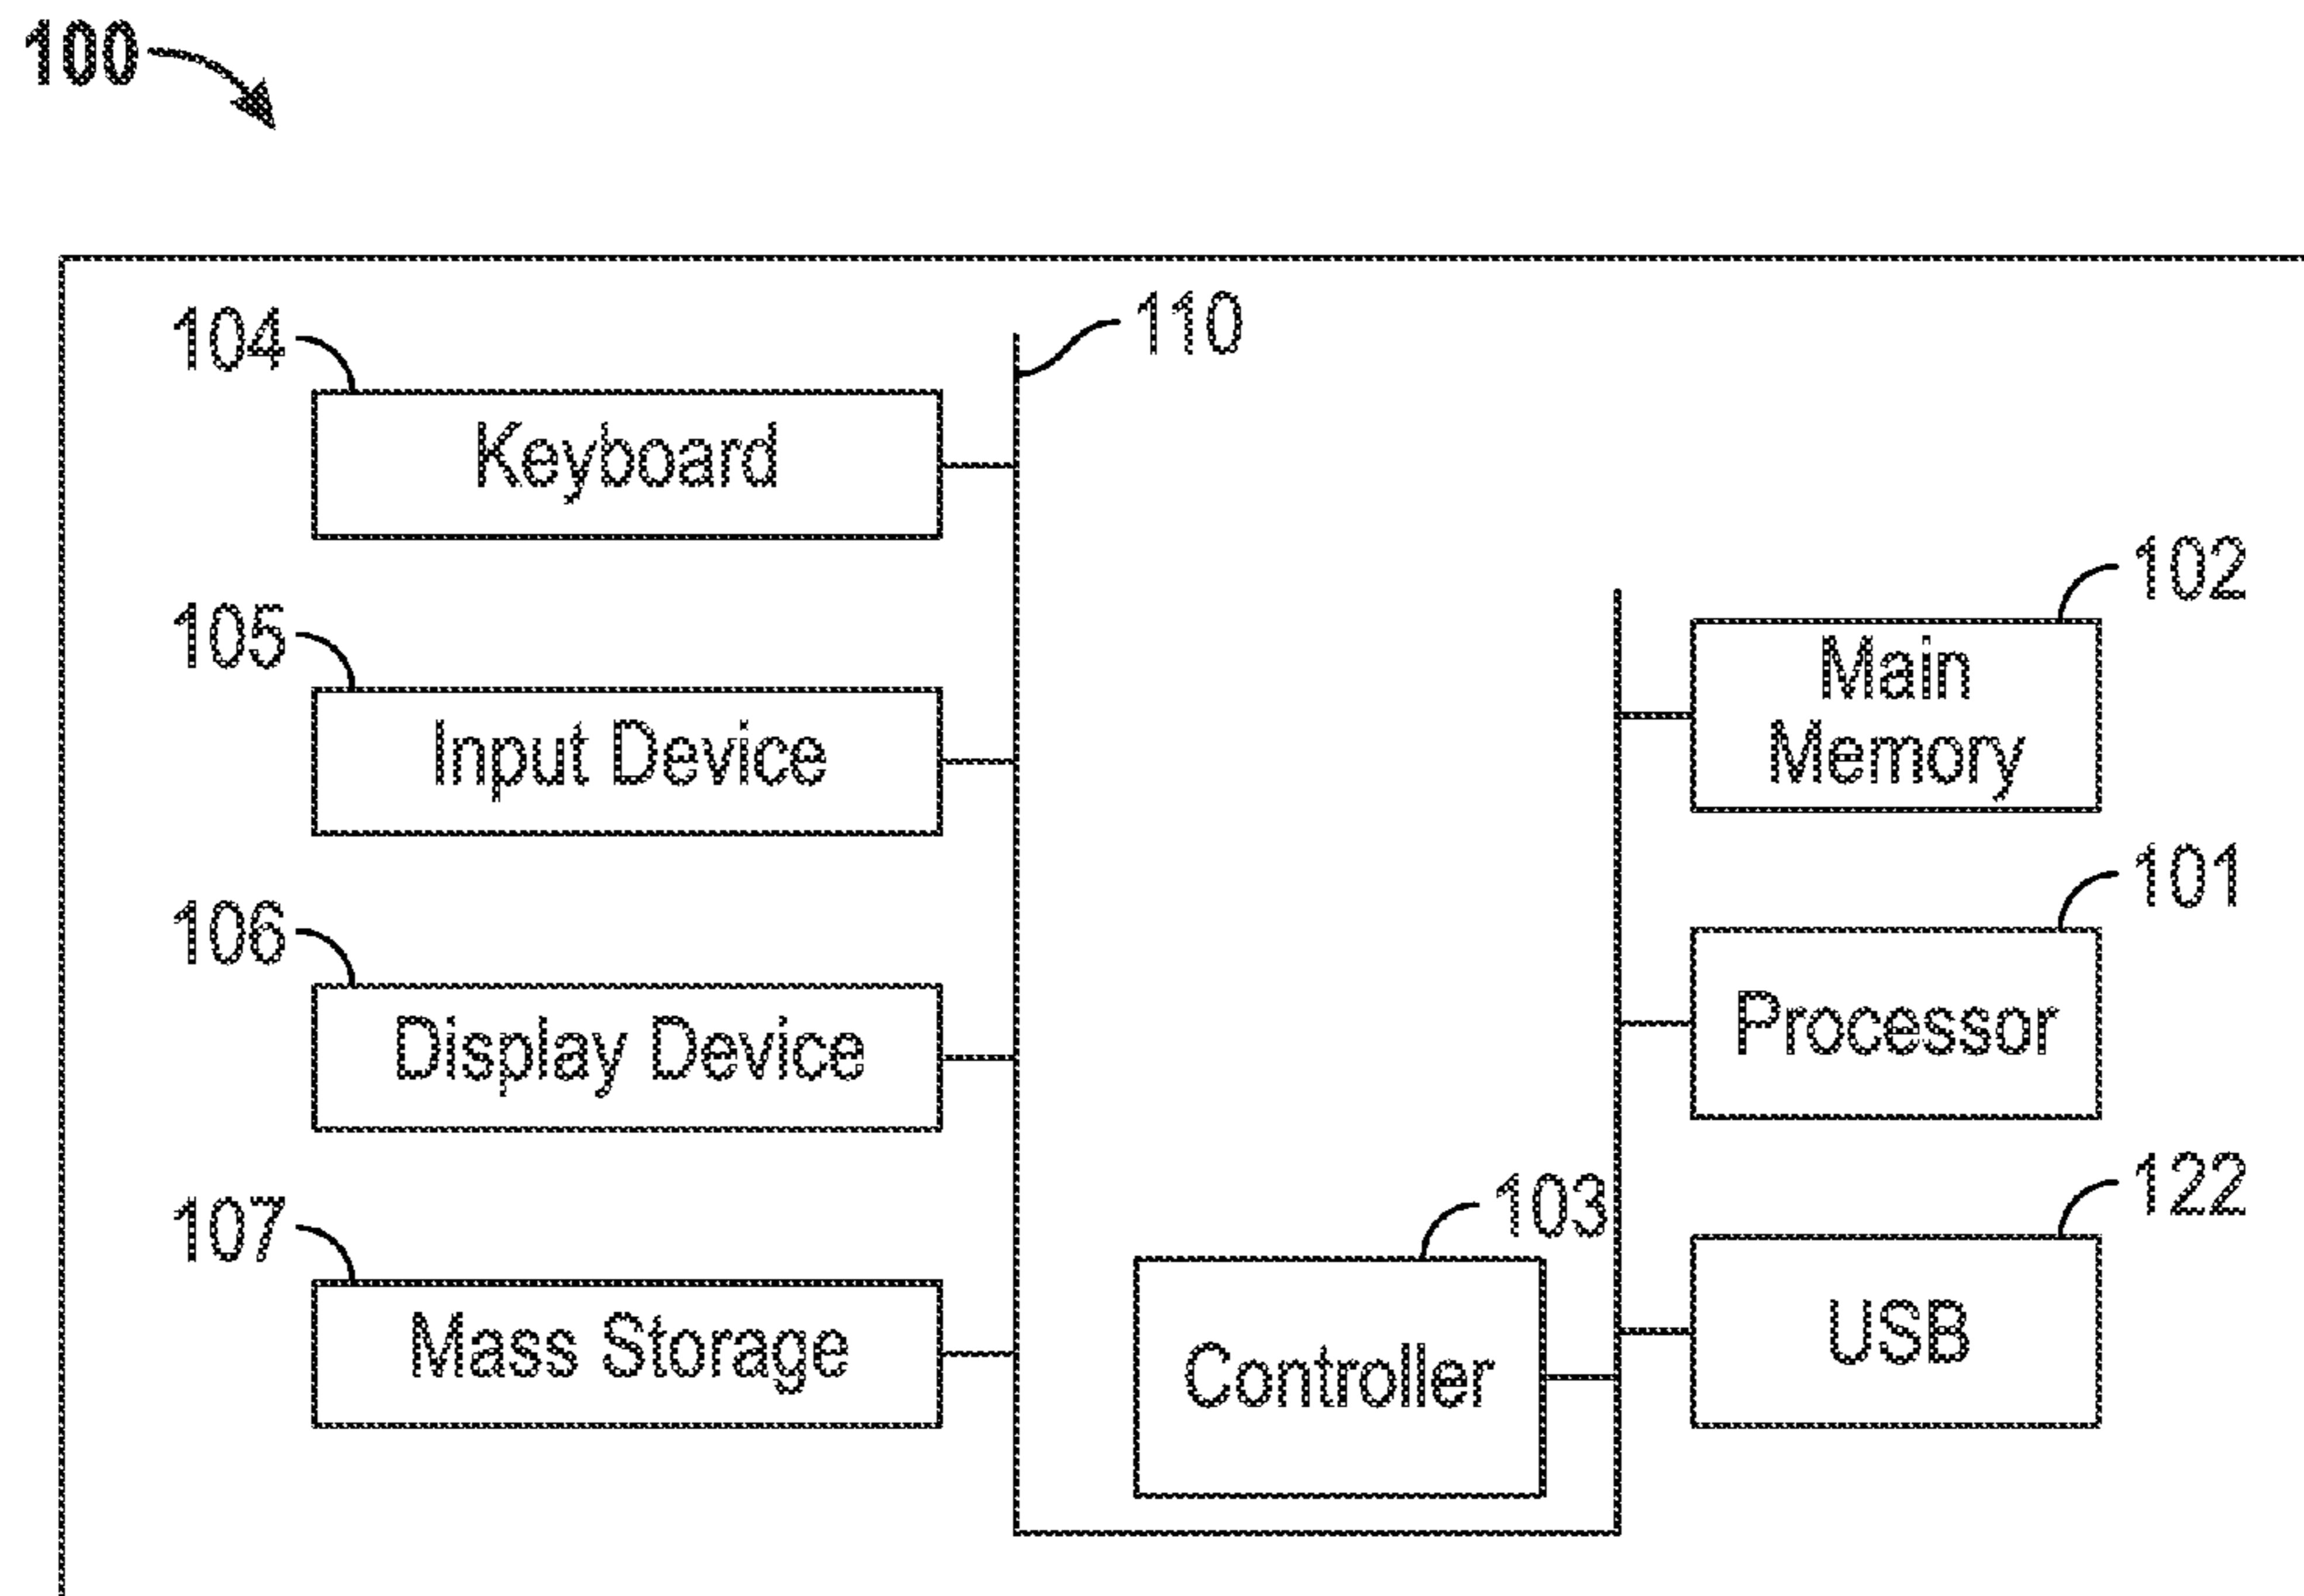 100
110
104
Keyboard
102
Main
Memory
105
Input Device
101
Processor
106
Display Device
103
122
107
Mass Storage
Controller
USB